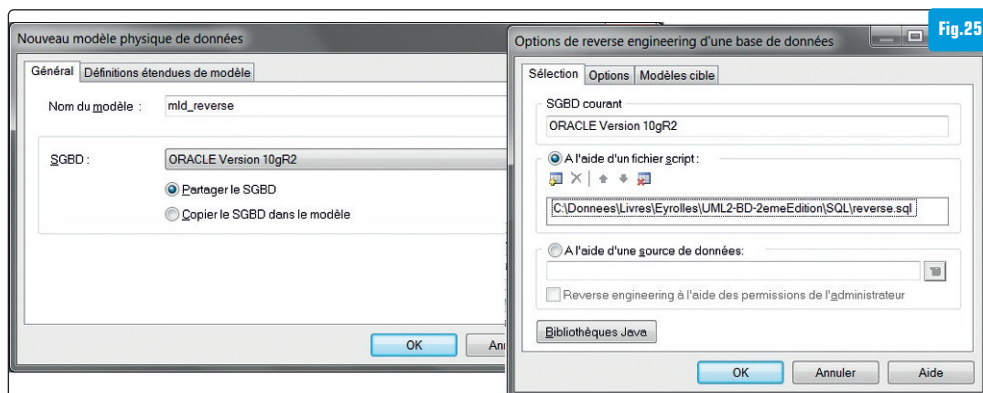 Fig.25
Nouveau modèle physique de données
Général
Définitions étendues de modèle
Nom du modèle :
mld_reverse
SGBD :
ORACLE Version 10gR2
Partager le SGBD
Copier le SGBD dans le modèle
OK
Options de reverse engineering d'une base de données
Sélection
Options
Modèles cible
SGBD courant
ORACLE Version 10gR2
A l'aide d'un fichier script :
C:\Donnees\Livres\Eyrolles\UML2-BD-2emeEdition\SQL\reverse.sql
A l'aide d'une source de données:
Reverse engineering à l'aide des permissions de l'administrateur
Bibliothèques Java
OK
Annuler
Aide